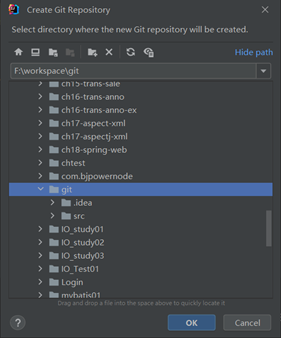 Create Git Repository
Select directory where the new Git repository will be created.
Hide path
F:\workspace\git
ch15-trans-sale
ch16-trans-anno
ch16-trans-anno-ex
ch17-aspect-xml
ch17-aspectj-xml
ch18-spring-web
chtest
com.bjpowernode
git
.idea
src
IO_study01
IO_study02
IO_study03
IO_Test01
Login
mybatis01
Drag and drop a file into the space above to quickly locate it
?
OK
Cancel